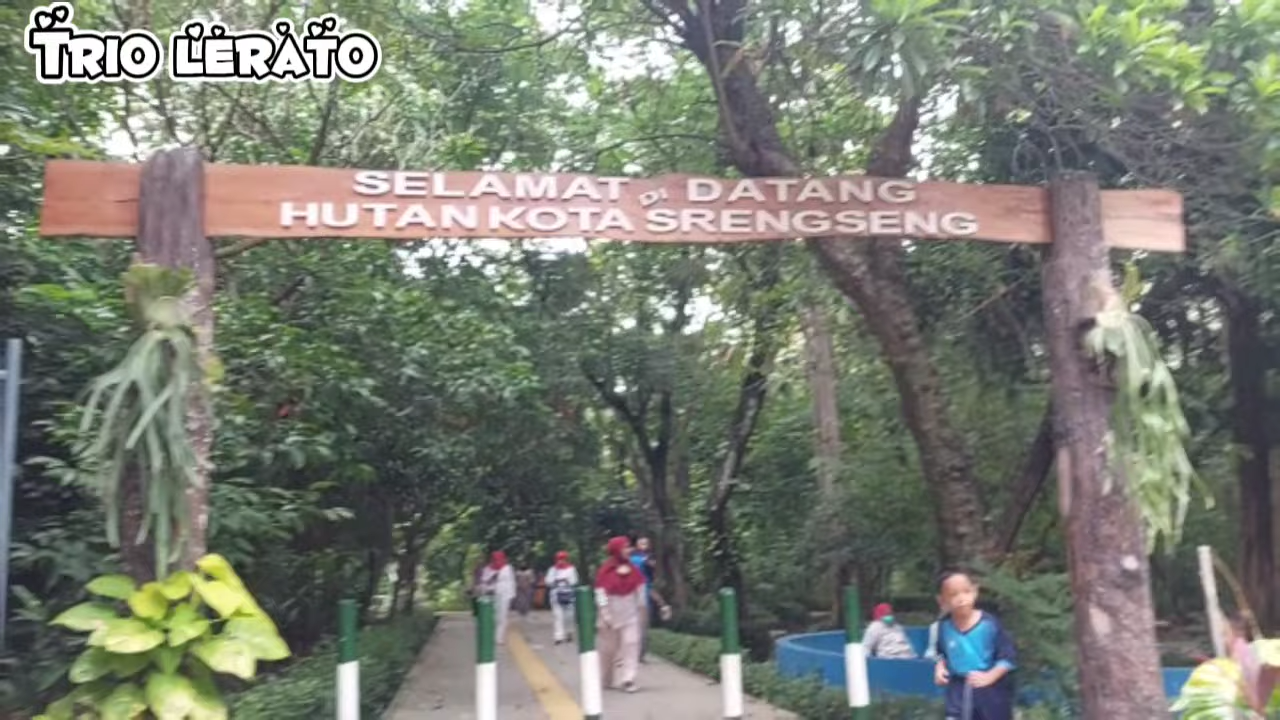 TRIO LERATO
SELAMAT DI DATANG
HUTAN KOTA SRENGSENG